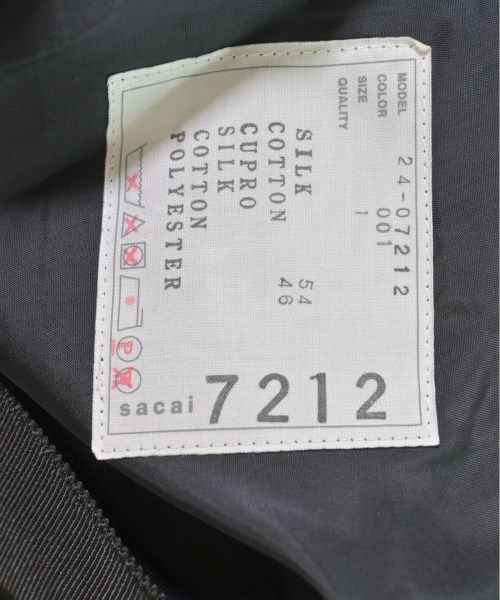 MODEL 24-07212
COLOR 001
SIZE 1
QUALITY
SILK 54
COTTON 46
CUPRO
SILK
COTTON
POLYESTER
P
W
sacai 7212